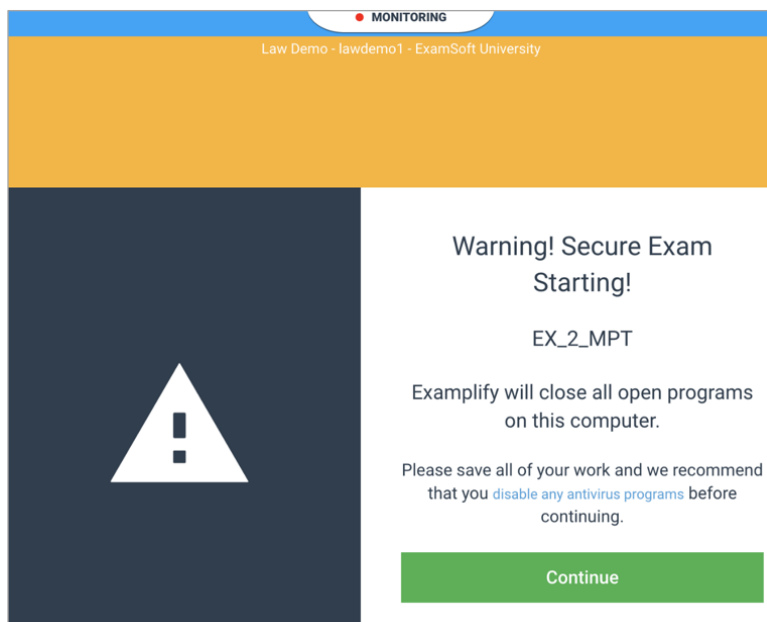 MONITORING
Law Demo - lawdemo1 - ExamSoft University
Warning! Secure Exam
Starting!
EX_2_MPT
Examplify will close all open programs
on this computer.
Please save all of your work and we recommend
that you disable any antivirus programs before
continuing.
Continue